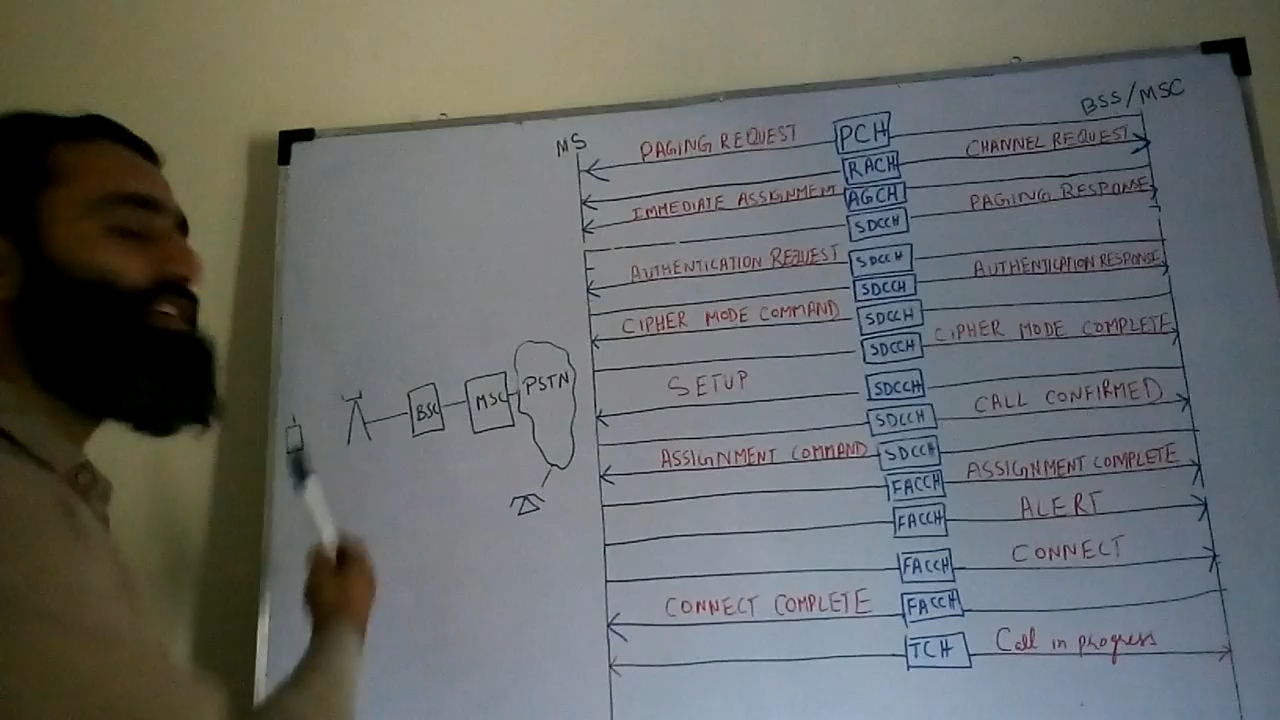 BSS/MSC
MS
PAGING REQUEST PCH
RACH CHANNEL REQUEST
IMMEDIATE ASSIGNMENT AGCH
SDCCH PAGING RESPONSE
AUTHENTICATION REQUEST SDCCH
SDCCH AUTHENTICATION RESPONSE
CIPHER MODE COMMAND SDCCH
SDCCH CIPHER MODE COMPLETE
SETUP SDCCH
SDCCH CALL CONFIRMED
ASSIGNMENT COMMAND SDCCH
FACCH ASSIGNMENT COMPLETE
FACCH ALERT
FACCH CONNECT
CONNECT COMPLETE FACCH
TCH Call in progress
BSC MSC PSTN